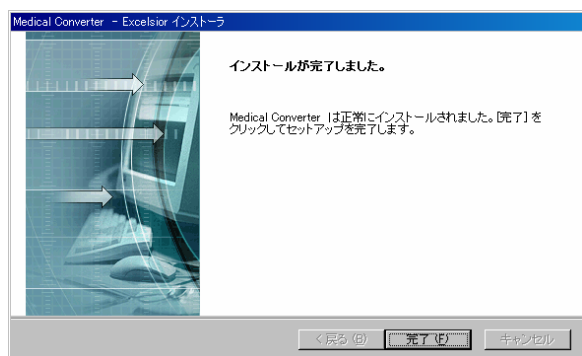 Medical Converter - Excelsior インストーラ
インストールが完了しました。
Medical Converter は正常にインストールされました。[完了] を
クリックしてセットアップを完了します。
< 戻る (B)
完了 (F)
キャンセル